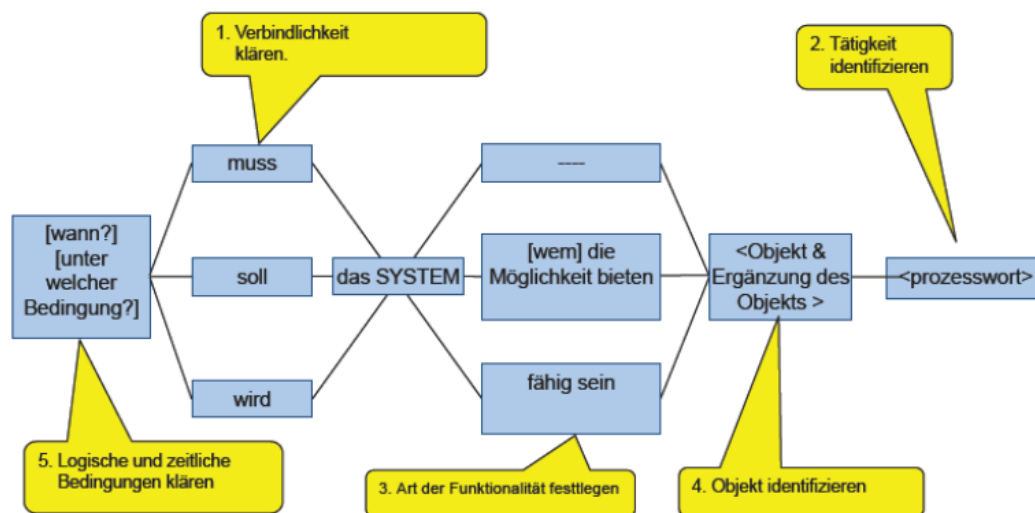 1. Verbindlichkeit
klären.
2. Tätigkeit
identifizieren
muss
----
[wann?]
[unter
welcher
Bedingung?]
soll
das SYSTEM
[wem] die
Möglichkeit bieten
<Objekt &
Ergänzung des
Objekts >
<prozesswort>
wird
fähig sein
5. Logische und zeitliche
Bedingungen klären
3. Art der Funktionalität festtlegen
4. Objekt identifizieren